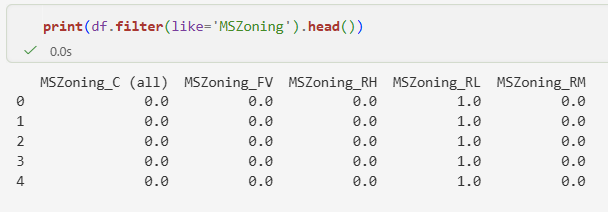 print(df.filter(like='MSZoning').head())
0.0s
MSZoning_C (all) MSZoning_FV MSZoning_RH MSZoning_RL MSZoning_RM
0 0.0 0.0 0.0 1.0 0.0
1 0.0 0.0 0.0 1.0 0.0
2 0.0 0.0 0.0 1.0 0.0
3 0.0 0.0 0.0 1.0 0.0
4 0.0 0.0 0.0 1.0 0.0